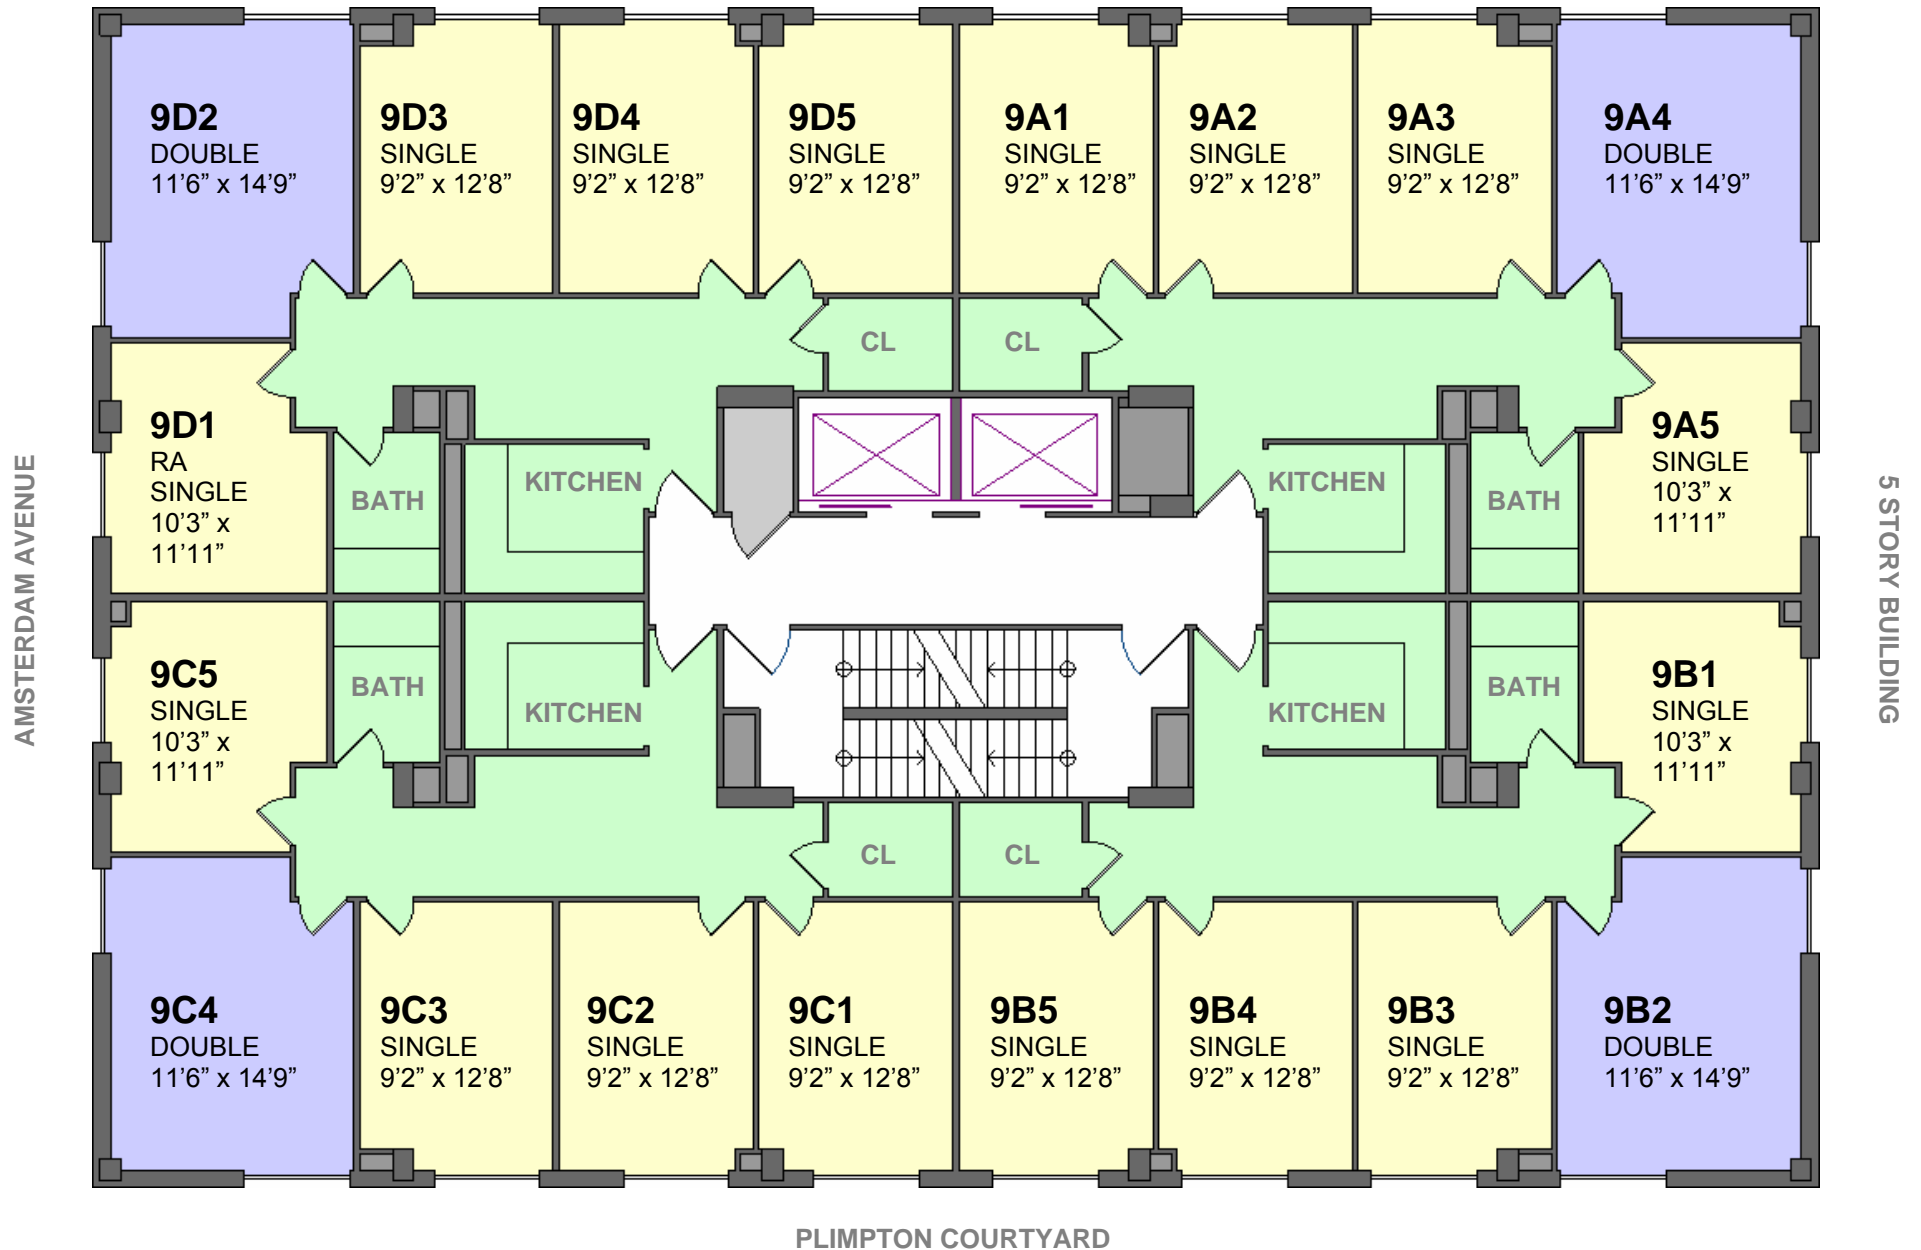 9D2
DOUBLE
11’6” x 14’9”
9D3
SINGLE
9’2” x 12’8”
9D4
SINGLE
9’2” x 12’8”
9D5
SINGLE
9’2” x 12’8”
9A1
SINGLE
9’2” x 12’8”
9A2
SINGLE
9’2” x 12’8”
9A3
SINGLE
9’2” x 12’8”
9A4
DOUBLE
11’6” x 14’9”
CL
CL
9D1
RA
SINGLE
10’3” x
11’11”
BATH
KITCHEN
KITCHEN
BATH
9A5
SINGLE
10’3” x
11’11”
AMSTERDAM AVENUE
5 STORY BUILDING
9C5
SINGLE
10’3” x
11’11”
BATH
KITCHEN
KITCHEN
BATH
9B1
SINGLE
10’3” x
11’11”
CL
CL
9C4
DOUBLE
11’6” x 14’9”
9C3
SINGLE
9’2” x 12’8”
9C2
SINGLE
9’2” x 12’8”
9C1
SINGLE
9’2” x 12’8”
9B5
SINGLE
9’2” x 12’8”
9B4
SINGLE
9’2” x 12’8”
9B3
SINGLE
9’2” x 12’8”
9B2
DOUBLE
11’6” x 14’9”
PLIMPTON COURTYARD